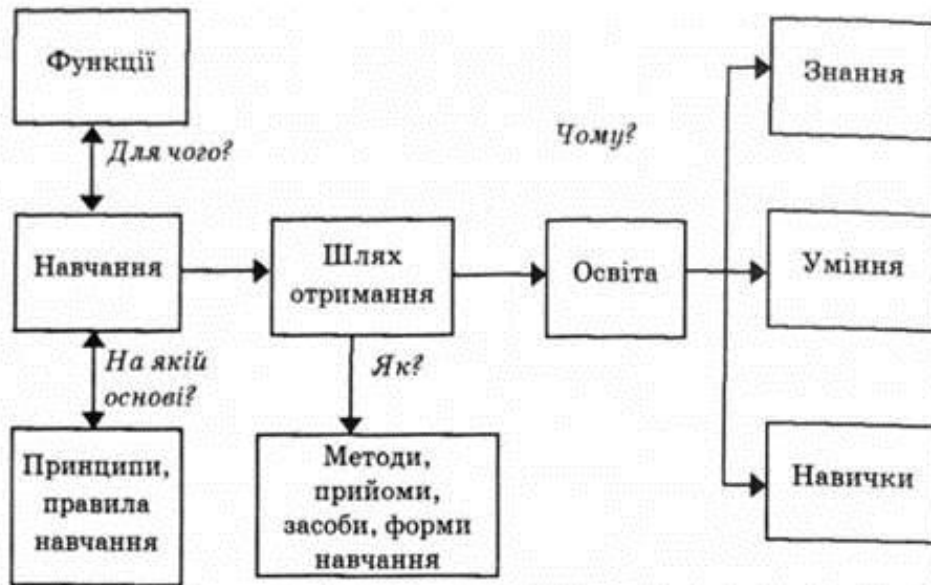 Функції
Для чого?
Чому?
Знання
Навчання
Шлях
отримання
Освіта
Уміння
На якій
основі?
Як?
Принципи,
правила
навчання
Методи,
прийоми,
засоби, форми
навчання
Навички